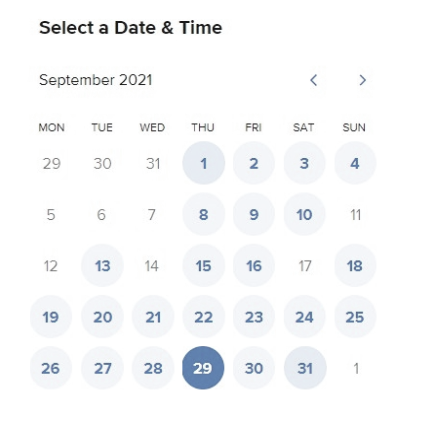 Select a Date & Time
September 2021
MON TUE WED THU FRI SAT SUN
29 30 31 1 2 3 4
5 6 7 8 9 10 11
12 13 14 15 16 17 18
19 20 21 22 23 24 25
26 27 28 29 30 31 1